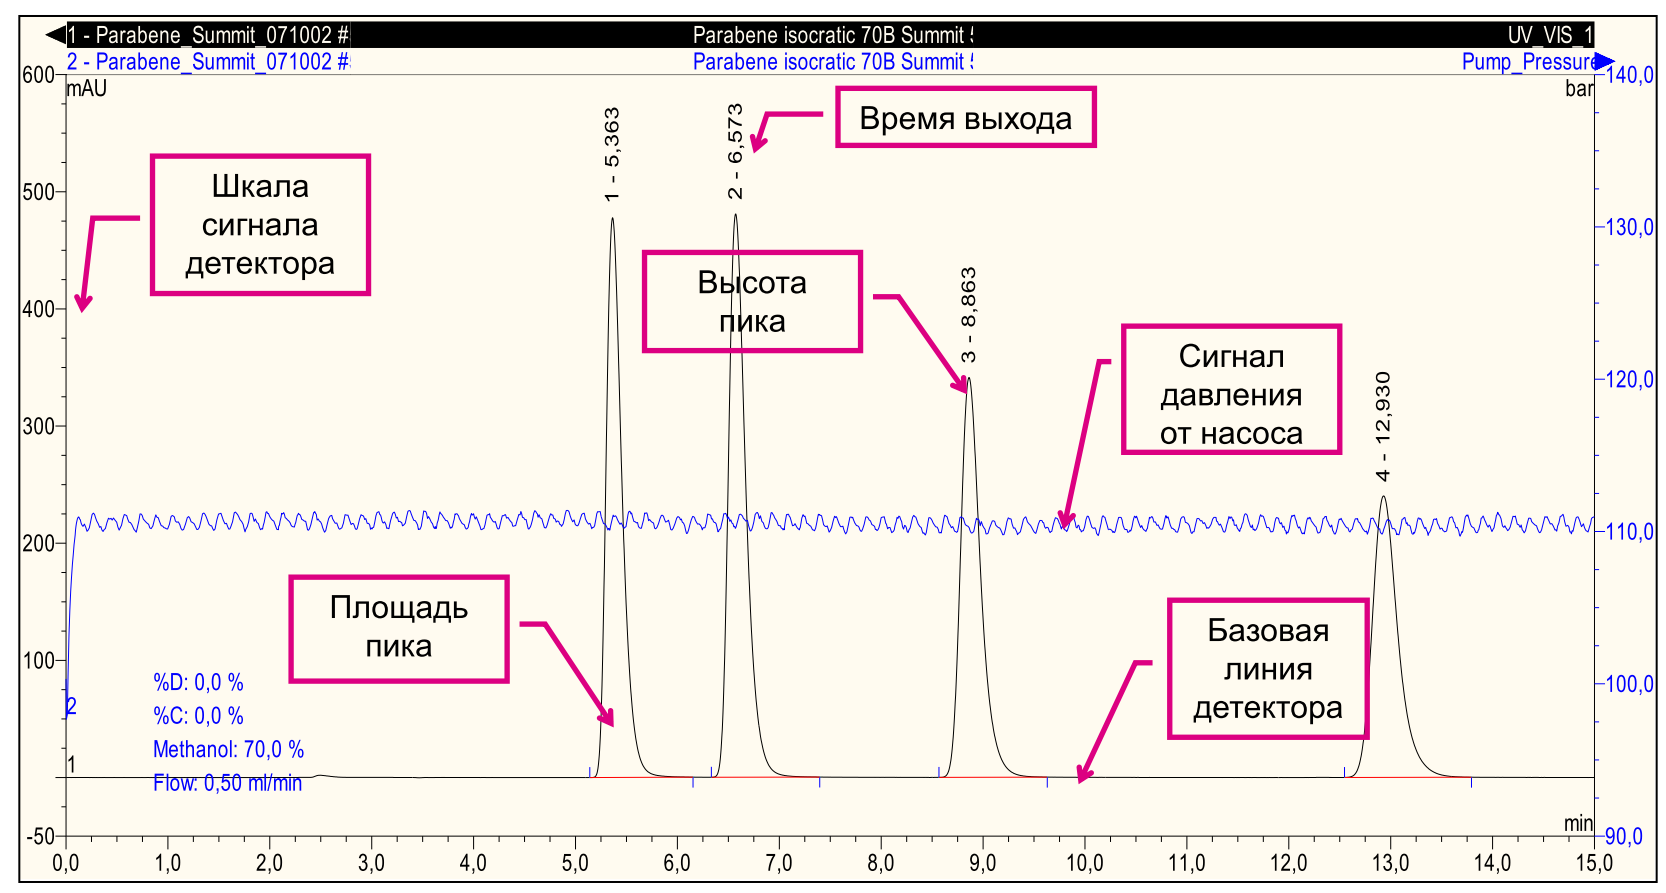 1 - Parabene_Summit_071002 # Parabene isocratic 70B Summit UV_VIS_1
2 - Parabene_Summit_071002 # Parabene isocratic 70B Summit Pump_Pressure
600
mAU
bar
140,0
1 - 5,363
2 - 6,573
Время выхода
500
Шкала
сигнала
детектора
130,0
Высота
пика
3 - 8,863
400
Сигнал
давления
от насоса
120,0
4 - 12,930
300
200
110,0
Площадь
пика
Базовая
линия
детектора
100
100,0
%D: 0,0 %
2
%C: 0,0 %
Methanol: 70,0 %
1
Flow: 0,50 ml/min
min
-50
90,0
0,0 1,0 2,0 3,0 4,0 5,0 6,0 7,0 8,0 9,0 10,0 11,0 12,0 13,0 14,0 15,0